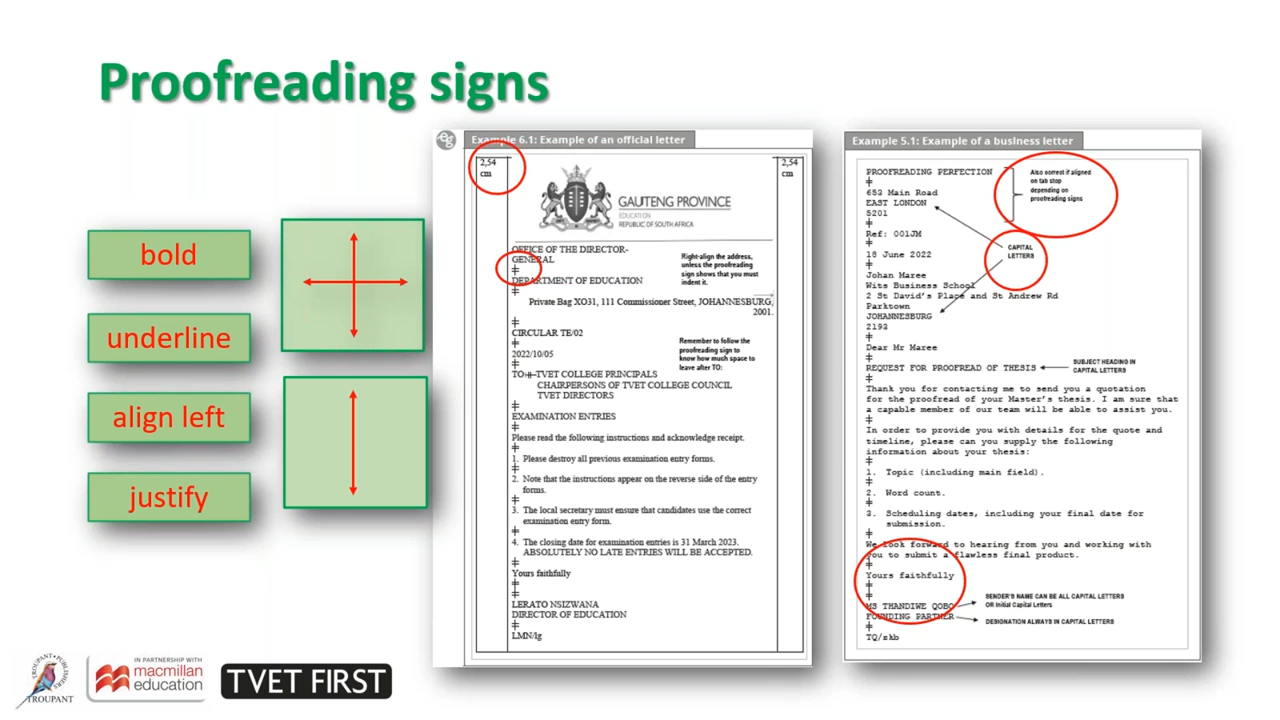 Proofreading signs
bold
underline
align left
justify
Example 6.1: Example of an official letter
2,54
cm
2,54
cm
GAUTENG PROVINCE
EDUCATION
REPUBLIC OF SOUTH AFRICA
OFFICE OF THE DIRECTOR-
GENERAL
DEPARTMENT OF EDUCATION
Right-align the address,
unless the proofreading
sign shows that you must
indent it.
Private Bag XO31, 111 Commissioner Street, JOHANNESBURG,
2001.
CIRCULAR TE/02
2022/10/05
Remember to follow the
proofreading sign to
know how much space to
leave after TO:
TO: TVET COLLEGE PRINCIPALS
CHAIRPERSONS OF TVET COLLEGE COUNCIL
TVET DIRECTORS
EXAMINATION ENTRIES
Please read the following instructions and acknowledge receipt.
1. Please destroy all previous examination entry forms.
2. Note that the instructions appear on the reverse side of the entry
forms.
3. The local secretary must ensure that candidates use the correct
examination entry form.
4. The closing date for examination entries is 31 March 2023.
ABSOLUTELY NO LATE ENTRIES WILL BE ACCEPTED.
Yours faithfully
LERATO NSIZWANA
DIRECTOR OF EDUCATION
LMN/lg
Example 5.1: Example of a business letter
PROOFREADING PERFECTION
653 Main Road
EAST LONDON
5201
Also correct if aligned
on tab stop
depending on
proofreading signs
Ref: 001JM
CAPITAL
LETTERS
18 June 2022
Johan Maree
Wits Business School
2 St David's Place and St Andrew Rd
Parktown
JOHANNESBURG
2193
Dear Mr Maree
REQUEST FOR PROOFREAD OF THESIS
SUBJECT HEADING IN
CAPITAL LETTERS
Thank you for contacting me to send you a quotation
for the proofread of your Master's thesis. I am sure that
a capable member of our team will be able to assist you.
In order to provide you with details for the quote and
timeline, please can you supply the following
information about your thesis:
1. Topic (including main field).
2. Word count.
3. Scheduling dates, including your final date for
submission.
We look forward to hearing from you and working with
you to submit a flawless final product.
Yours faithfully
MS THANDIWE QOBO
FOUNDING PARTNER
SENDER'S NAME CAN BE ALL CAPITAL LETTERS
OR Initial Capital Letters
DESIGNATION ALWAYS IN CAPITAL LETTERS
TQ/mkb
TROUPANT PUBLISHERS
TROUPANT
IN PARTNERSHIP WITH
macmillan
education
TVET FIRST